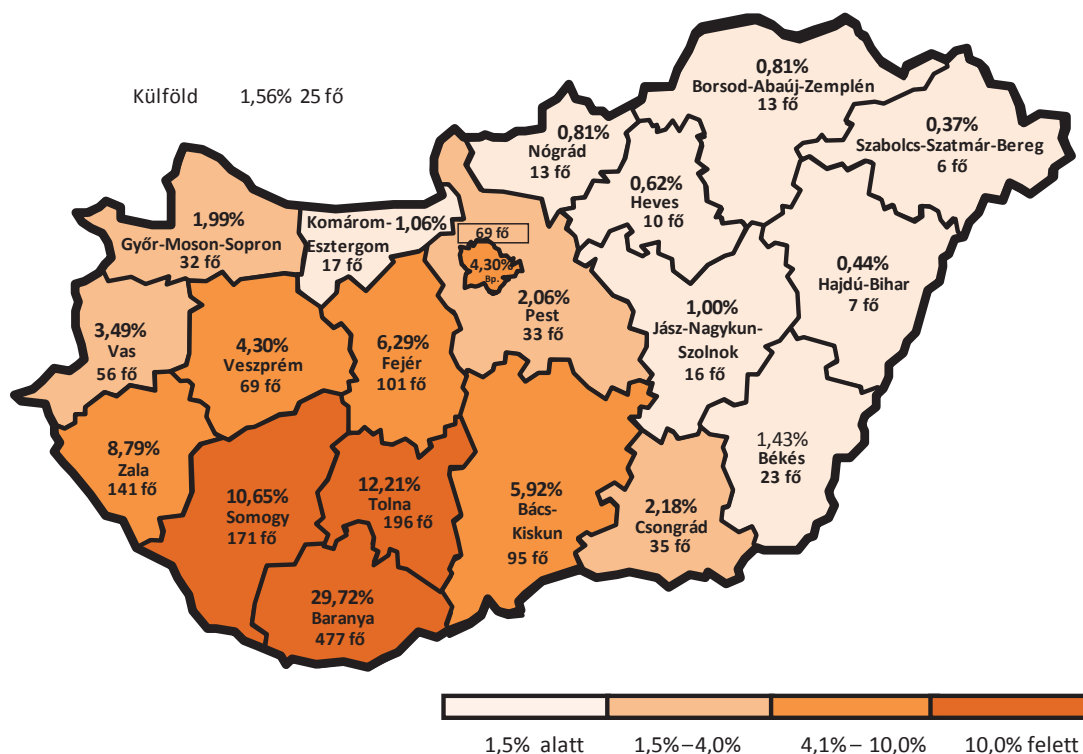 Külföld 1,56% 25 fő
0,81%
Borsod-Abaúj-Zemplén
13 fő
0,37%
Szabolcs-Szatmár-Bereg
6 fő
0,81%
Nógrád
13 fő
0,62%
Heves
10 fő
1,99%
Győr-Moson-Sopron
32 fő
Komárom- 1,06%
Esztergom
17 fő
69 fő
4,30%
Bp.
2,06%
Pest
33 fő
0,44%
Hajdú-Bihar
7 fő
1,00%
Jász-Nagykun-
Szolnok
16 fő
3,49%
Vas
56 fő
4,30%
Veszprém
69 fő
6,29%
Fejér
101 fő
8,79%
Zala
141 fő
10,65%
Somogy
171 fő
12,21%
Tolna
196 fő
5,92%
Bács-
Kiskun
95 fő
2,18%
Csongrád
35 fő
1,43%
Békés
23 fő
29,72%
Baranya
477 fő
1,5% alatt 1,5%–4,0% 4,1%–10,0% 10,0% felett